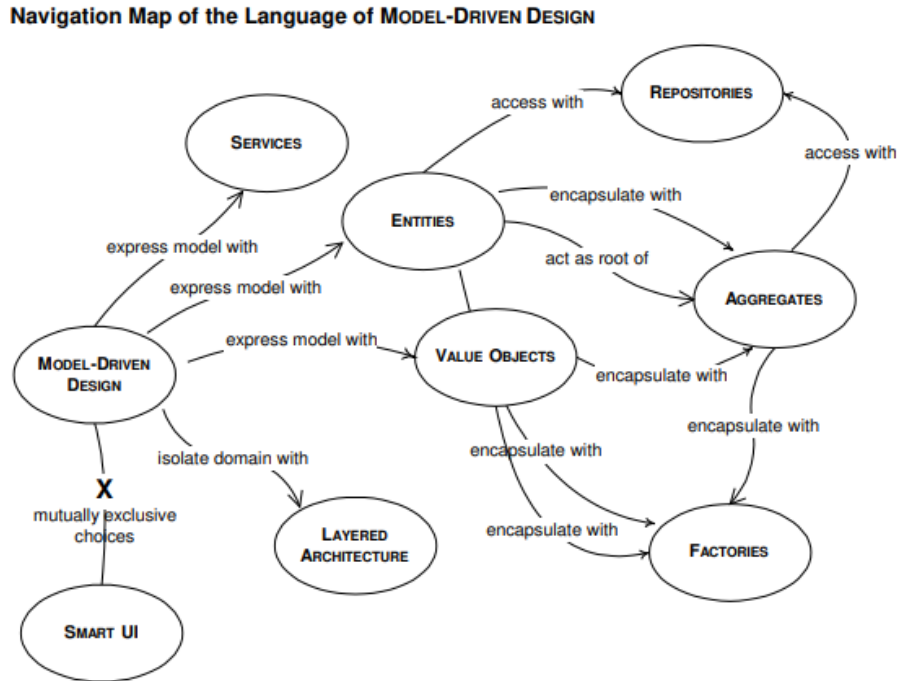 Navigation Map of the Language of MODEL-DRIVEN DESIGN
REPOSITORIES
access with
SERVICES
access with
ENTITIES
encapsulate with
express model with
act as root of
express model with
AGGREGATES
express model with
VALUE OBJECTS
MODEL-DRIVEN
DESIGN
encapsulate with
encapsulate with
encapsulate with
isolate domain with
X
mutually exclusive
choices
encapsulate with
LAYERED
ARCHITECTURE
FACTORIES
SMART UI